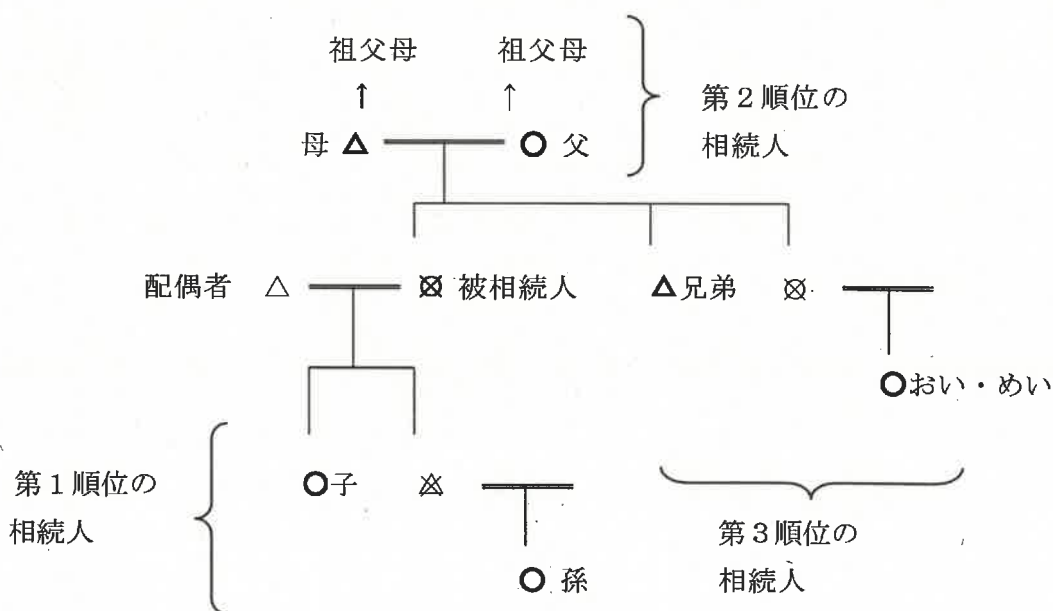 祖父母 祖父母
↑ ↑
第２順位の
相続人
母 △ ○ 父
配偶者 △ 被相続人 △兄弟
○おい・めい
第１順位の
相続人
○子
第３順位の
相続人
○ 孫